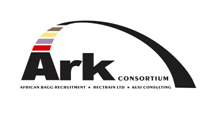 Ark
CONSORTIUM
AFRICAN BAGG RECRUITMENT • RECTRAIN LTD • KUSI CONSULTING